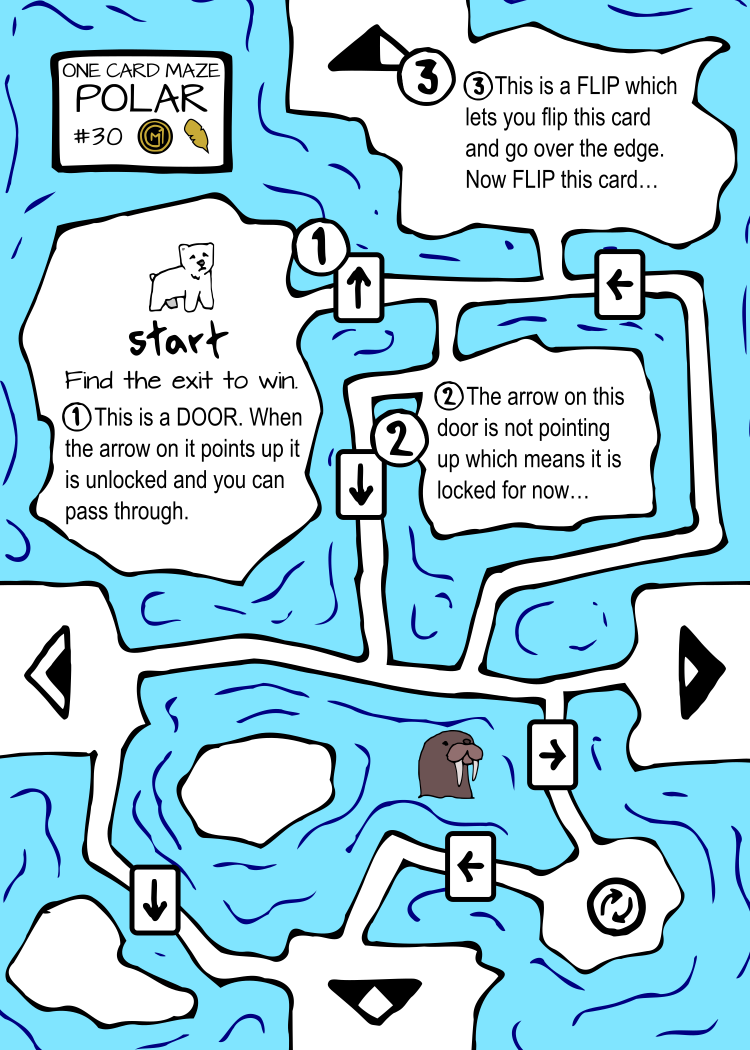 ONE CARD MAZE
POLAR
#30
M
3
3 This is a FLIP which
lets you flip this card
and go over the edge.
Now FLIP this card…
1
start
Find the exit to win.
1 This is a DOOR. When
the arrow on it points up it
is unlocked and you can
pass through.
2
2 The arrow on this
door is not pointing
up which means it is
locked for now…